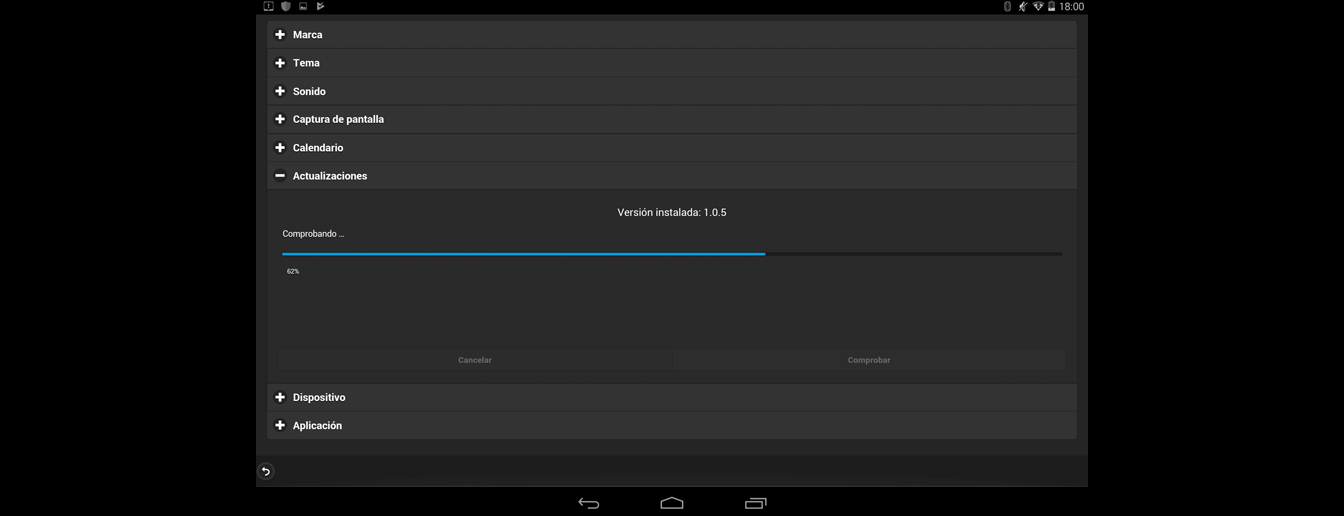 18:00
Marca
Tema
Sonido
Captura de pantalla
Calendario
Actualizaciones
Versión instalada: 1.0.5
Comprobando ...
62%
Cancelar Comprobar
Dispositivo
Aplicación